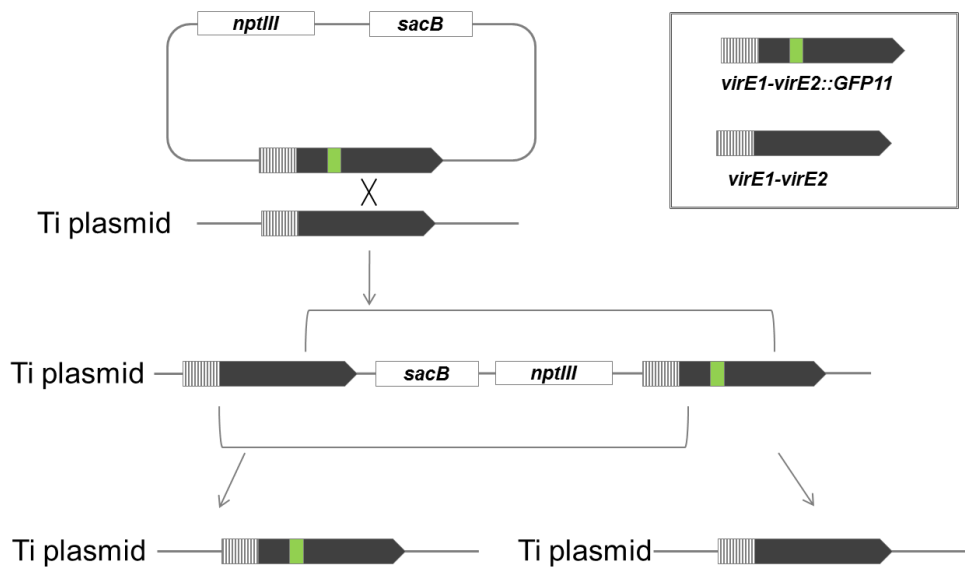 nptIII
sacB
virE1-virE2::GFP11
virE1-virE2
Ti plasmid
Ti plasmid
sacB
nptIII
Ti plasmid
Ti plasmid